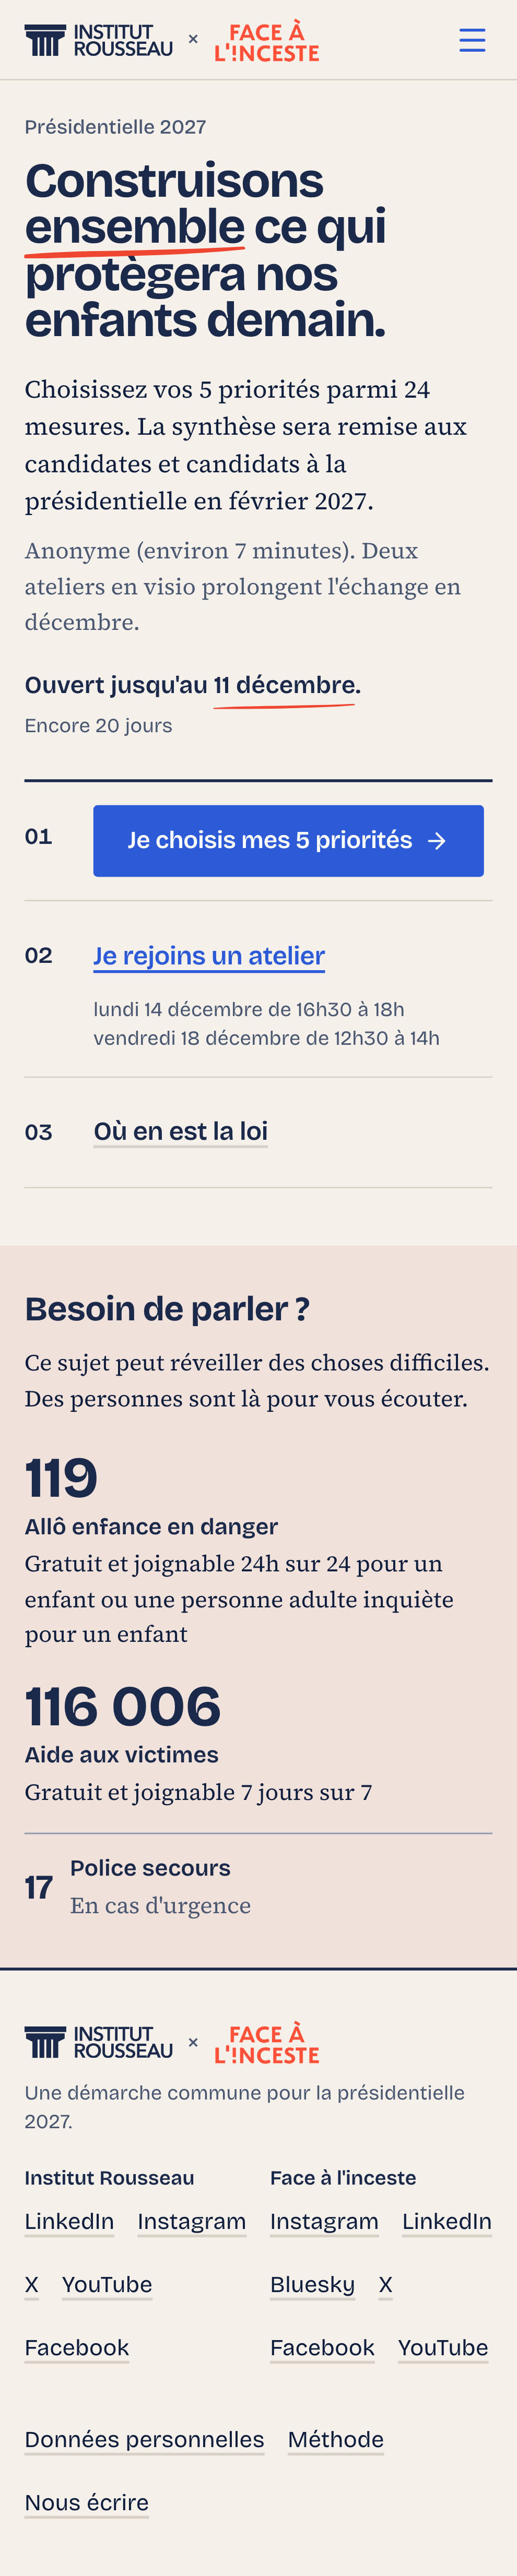 INSTITUT
ROUSSEAU
×
FACE À
L'INCESTE
Présidentielle 2027
Construisons
ensemble ce qui
protègera nos
enfants demain.
Choisissez vos 5 priorités parmi 24
mesures. La synthèse sera remise aux
candidates et candidats à la
présidentielle en février 2027.
Anonyme (environ 7 minutes). Deux
ateliers en visio prolongent l'échange en
décembre.
Ouvert jusqu'au 11 décembre.
Encore 20 jours
01
Je choisis mes 5 priorités →
02
Je rejoins un atelier
lundi 14 décembre de 16h30 à 18h
vendredi 18 décembre de 12h30 à 14h
03
Où en est la loi
Besoin de parler ?
Ce sujet peut réveiller des choses difficiles.
Des personnes sont là pour vous écouter.
119
Allô enfance en danger
Gratuit et joignable 24h sur 24 pour un
enfant ou une personne adulte inquiète
pour un enfant
116 006
Aide aux victimes
Gratuit et joignable 7 jours sur 7
17
Police secours
En cas d'urgence
INSTITUT
ROUSSEAU
×
FACE À
L'INCESTE
Une démarche commune pour la présidentielle
2027.
Institut Rousseau
LinkedIn Instagram
X YouTube
Facebook
Face à l'inceste
Instagram LinkedIn
Bluesky X
Facebook YouTube
Données personnelles Méthode
Nous écrire